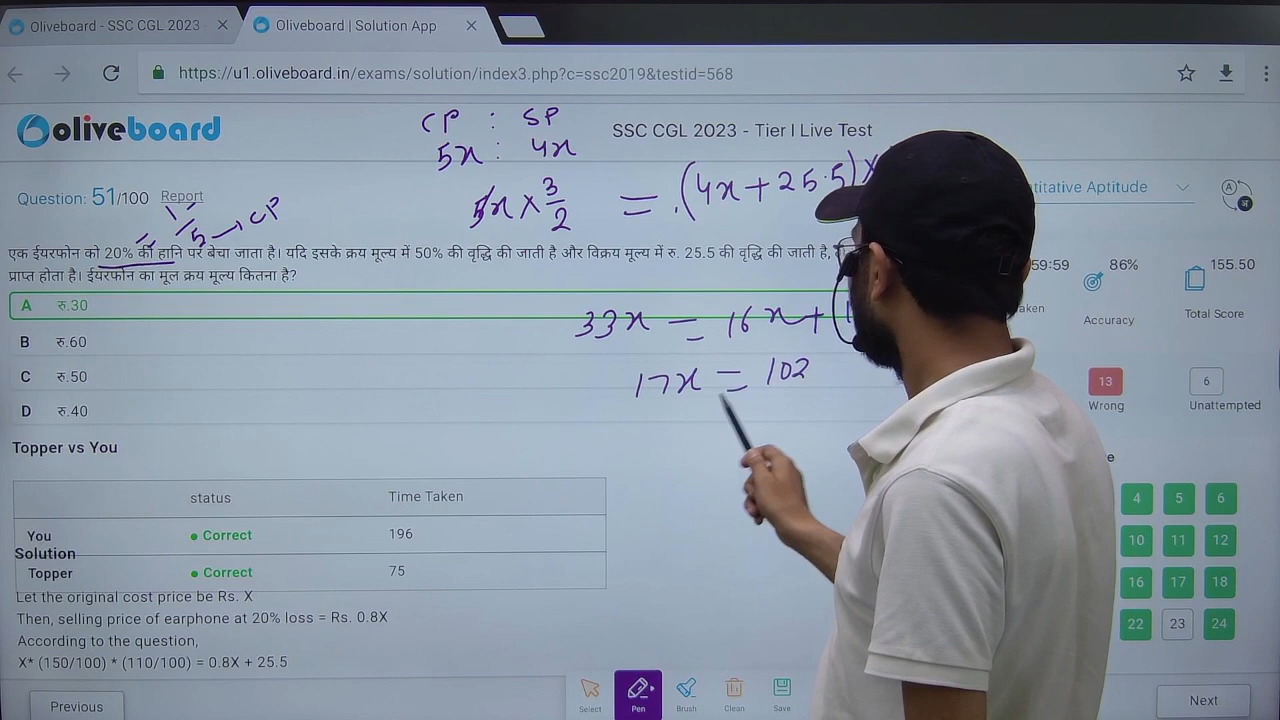 Oliveboard - SSC CGL 2023
Oliveboard | Solution App
https://u1.oliveboard.in/exams/solution/index3.php?c=ssc2019&testid=568
oliveboard
CP : SP
5x : 4x
SSC CGL 2023 - Tier I Live Test
Question: 51/100 Report
titative Aptitude
5x × 3/2 = (4x + 25.5) ×
5 → CP
एक ईयरफोन को 20% की हानि पर बेचा जाता है। यदि इसके क्रय मूल्य में 50% की वृद्धि की जाती है और विक्रय मूल्य में रु. 25.5 की वृद्धि की जाती है,
प्राप्त होता है। ईयरफोन का मूल क्रय मूल्य कितना है?
59:59
86%
155.50
aken
Accuracy
Total Score
A रु.30
B रु.60
C रु.50
D रु.40
33x = 16x +
17x = 102
13
6
Wrong
Unattempted
Topper vs You
status Time Taken
You Correct 196
Solution
Topper Correct 75
Let the original cost price be Rs. X
Then, selling price of earphone at 20% loss = Rs. 0.8X
According to the question,
X* (150/100) * (110/100) = 0.8X + 25.5
4 5 6
10 11 12
16 17 18
22 23 24
Previous
Select Pen Brush Clean Save
Next